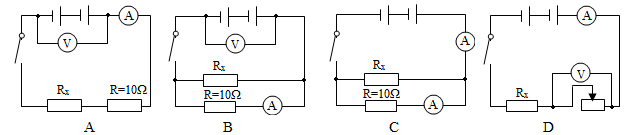 V A Rx R=10Ω A
V Rx R=10Ω A B
A Rx R=10Ω A C
A V Rx D